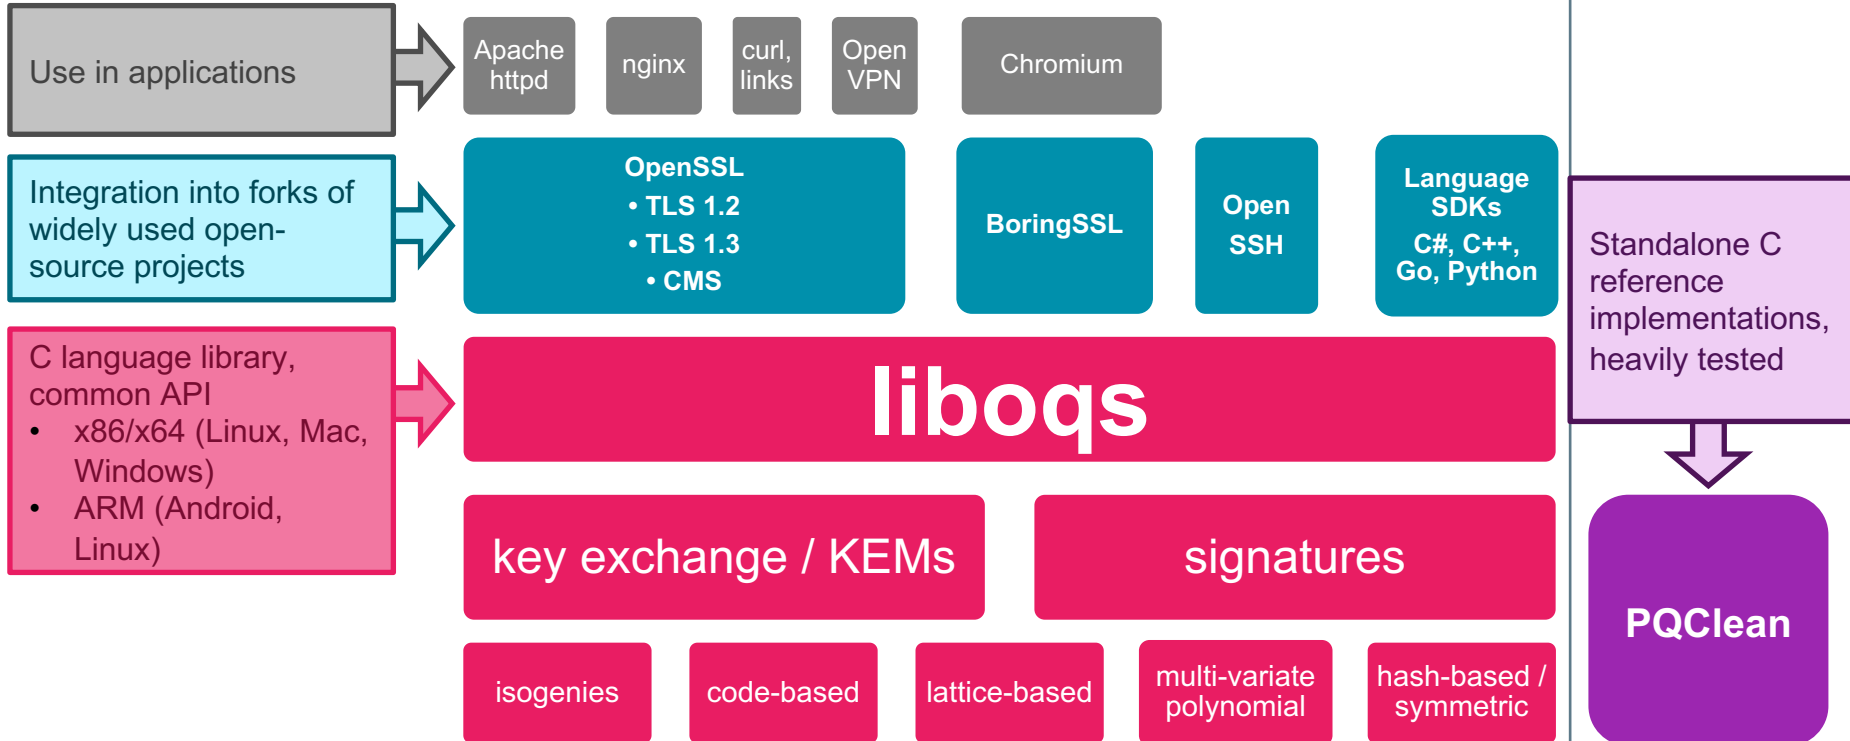 Use in applications
Apache
httpd
nginx
curl,
links
Open
VPN
Chromium
Integration into forks of
widely used open-
source projects
OpenSSL
• TLS 1.2
• TLS 1.3
• CMS
BoringSSL
Open
SSH
Language
SDKs
C#, C++,
Go, Python
C language library,
common API
• x86/x64 (Linux, Mac,
Windows)
• ARM (Android,
Linux)
liboqs
key exchange / KEMs
signatures
isogenies
code-based
lattice-based
multi-variate
polynomial
hash-based /
symmetric
Standalone C
reference
implementations,
heavily tested
PQClean